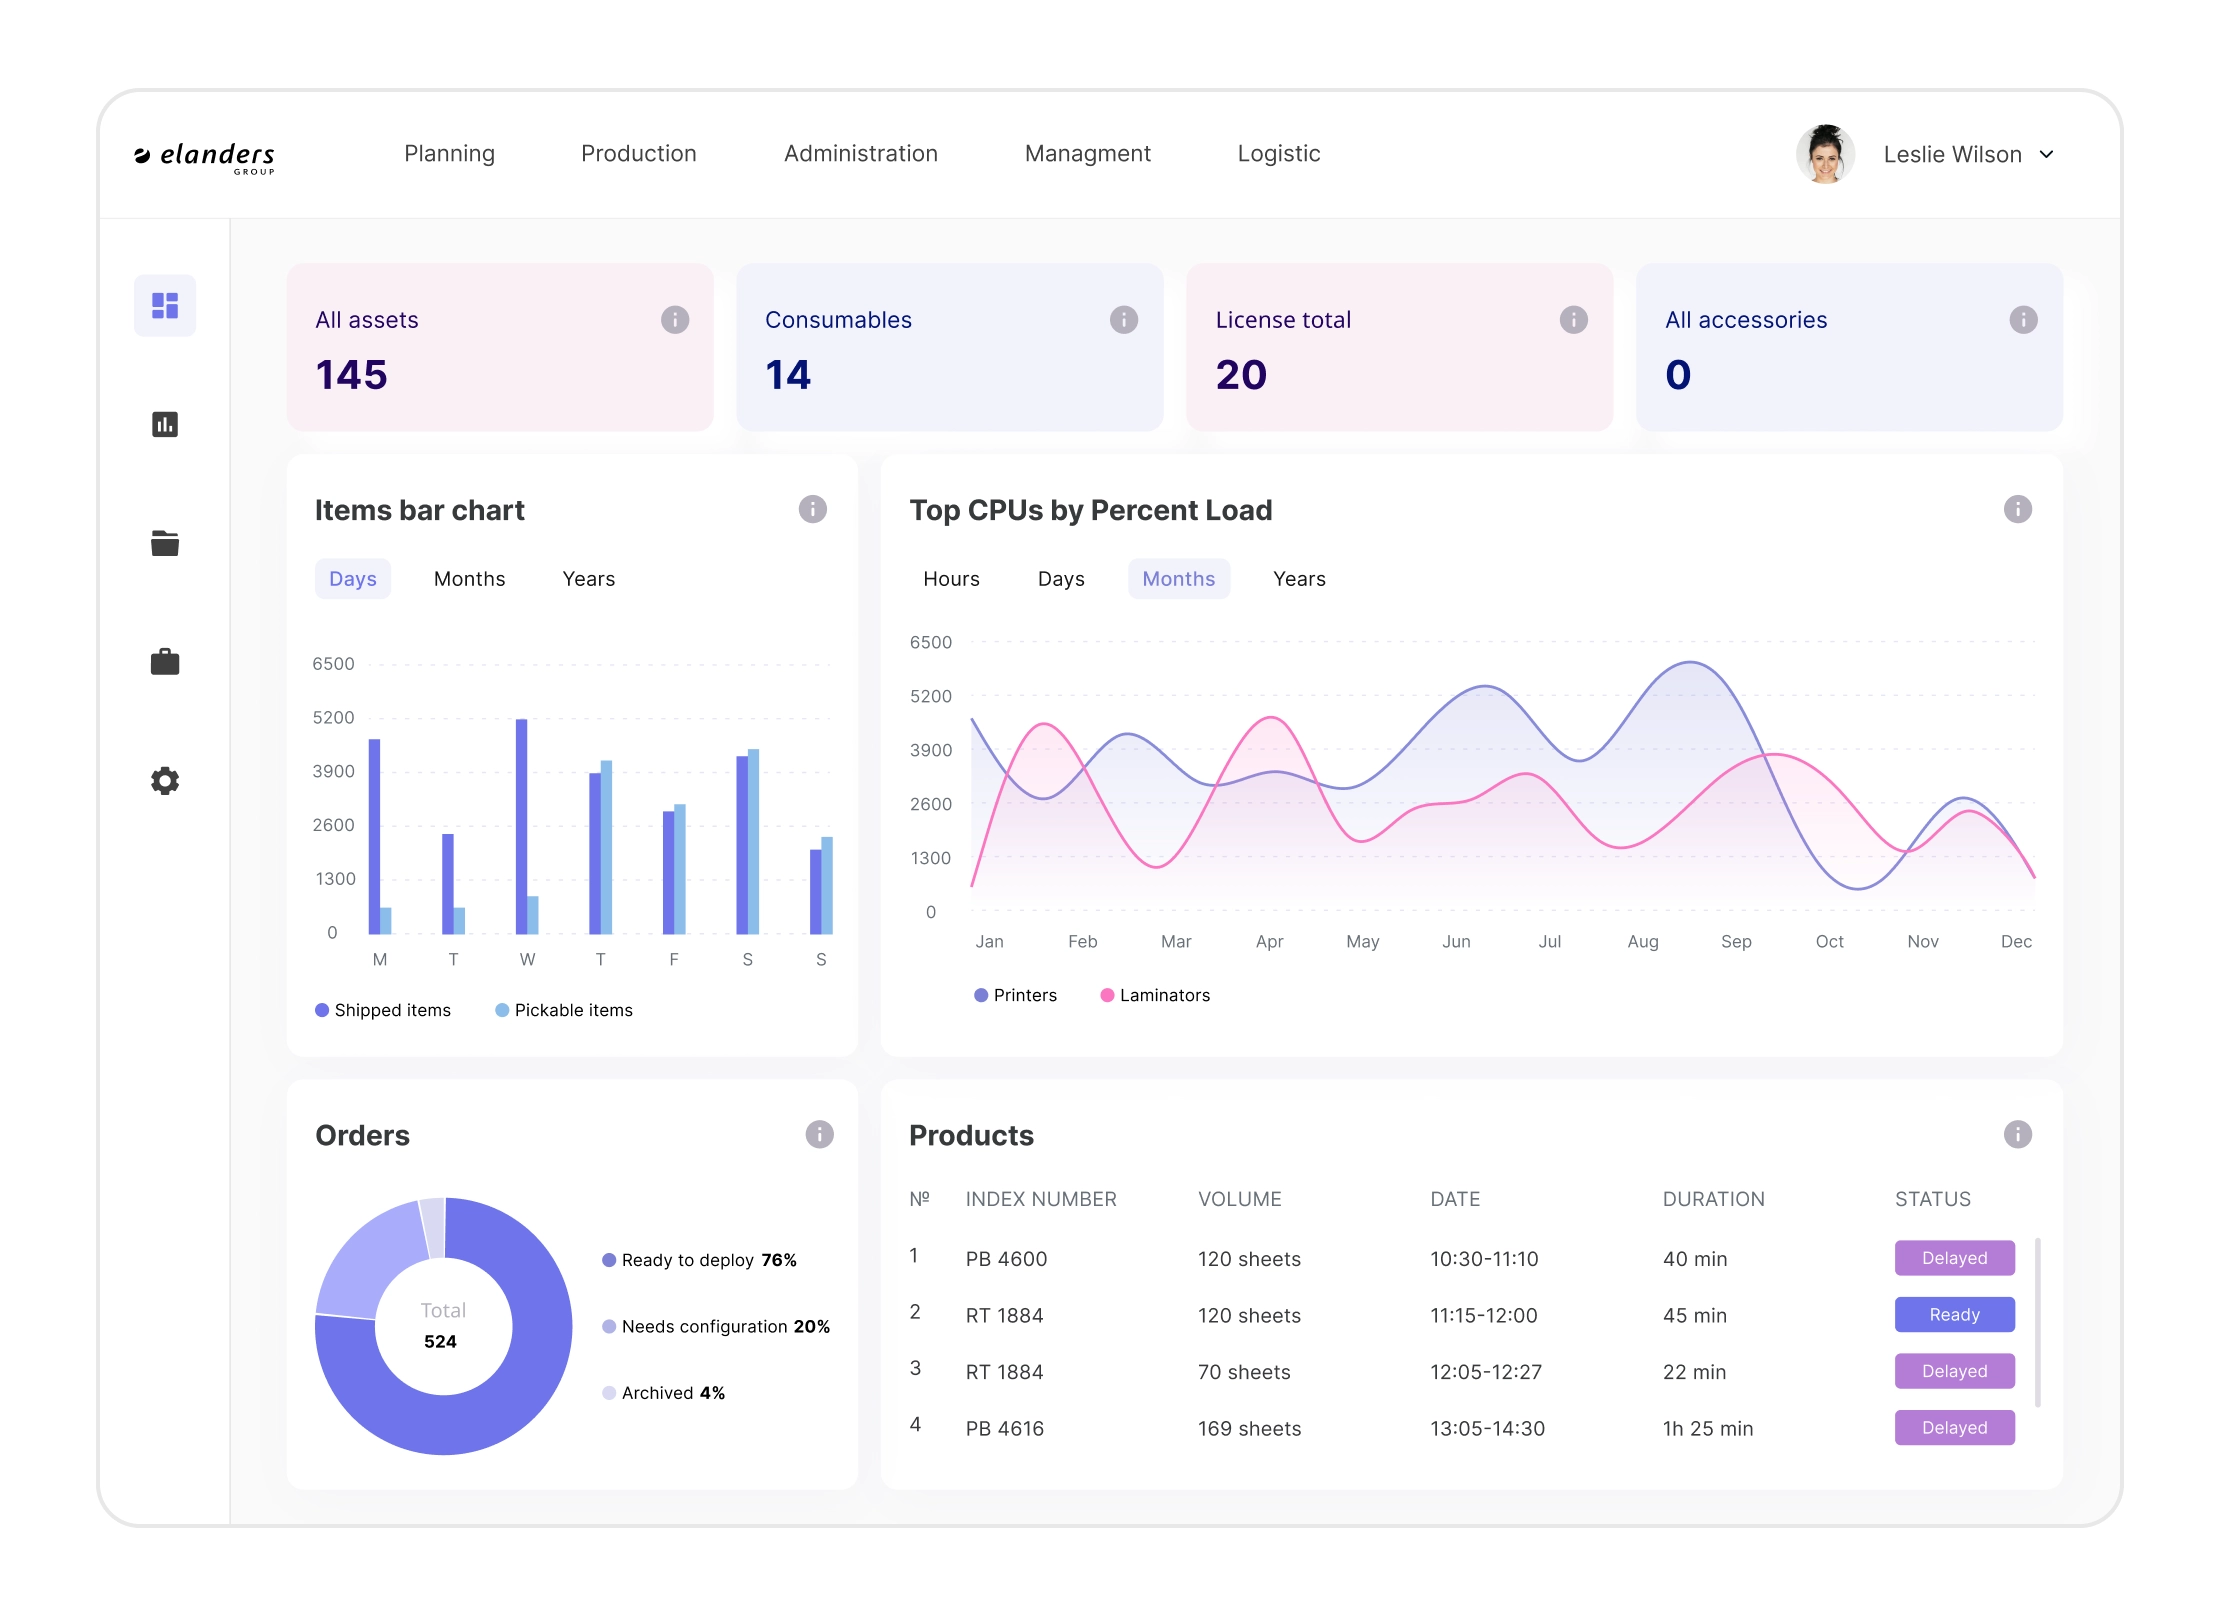 elanders
GROUP
Planning Production Administration Managment Logistic
Leslie Wilson
All assets
145
Consumables
14
License total
20
All accessories
0
Items bar chart
Days Months Years
6500
5200
3900
2600
1300
0
M T W T F S S
Shipped items Pickable items
Top CPUs by Percent Load
Hours Days Months Years
6500
5200
3900
2600
1300
0
Jan Feb Mar Apr May Jun Jul Aug Sep Oct Nov Dec
Printers Laminators
Orders
Total
524
Ready to deploy 76%
Needs configuration 20%
Archived 4%
Products
№ INDEX NUMBER VOLUME DATE DURATION STATUS
1 PB 4600 120 sheets 10:30-11:10 40 min Delayed
2 RT 1884 120 sheets 11:15-12:00 45 min Ready
3 RT 1884 70 sheets 12:05-12:27 22 min Delayed
4 PB 4616 169 sheets 13:05-14:30 1h 25 min Delayed